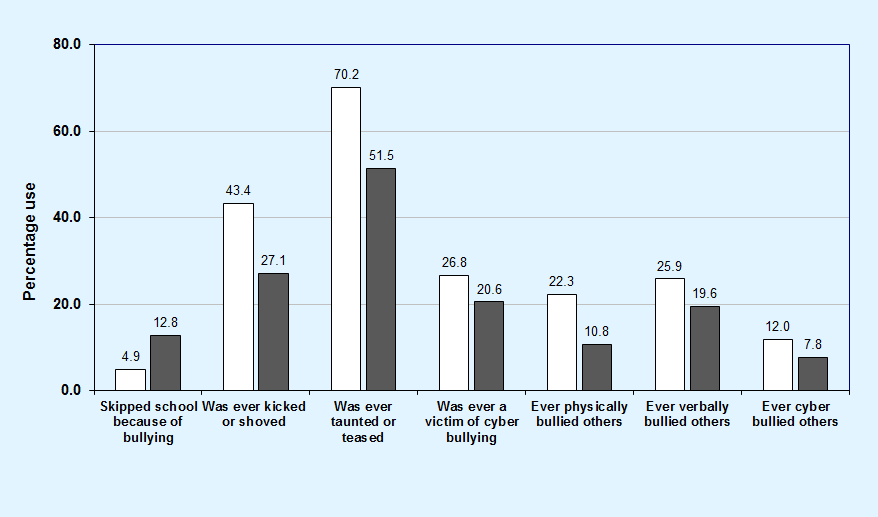 80.0
60.0
40.0
20.0
0.0
Percentage use
4.9
12.8
43.4
27.1
70.2
51.5
26.8
20.6
22.3
10.8
25.9
19.6
12.0
7.8
Skipped school
because of
bullying
Was ever kicked
or shoved
Was ever
taunted or
teased
Was ever a
victim of cyber
bullying
Ever physically
bullied others
Ever verbally
bullied others
Ever cyber
bullied others